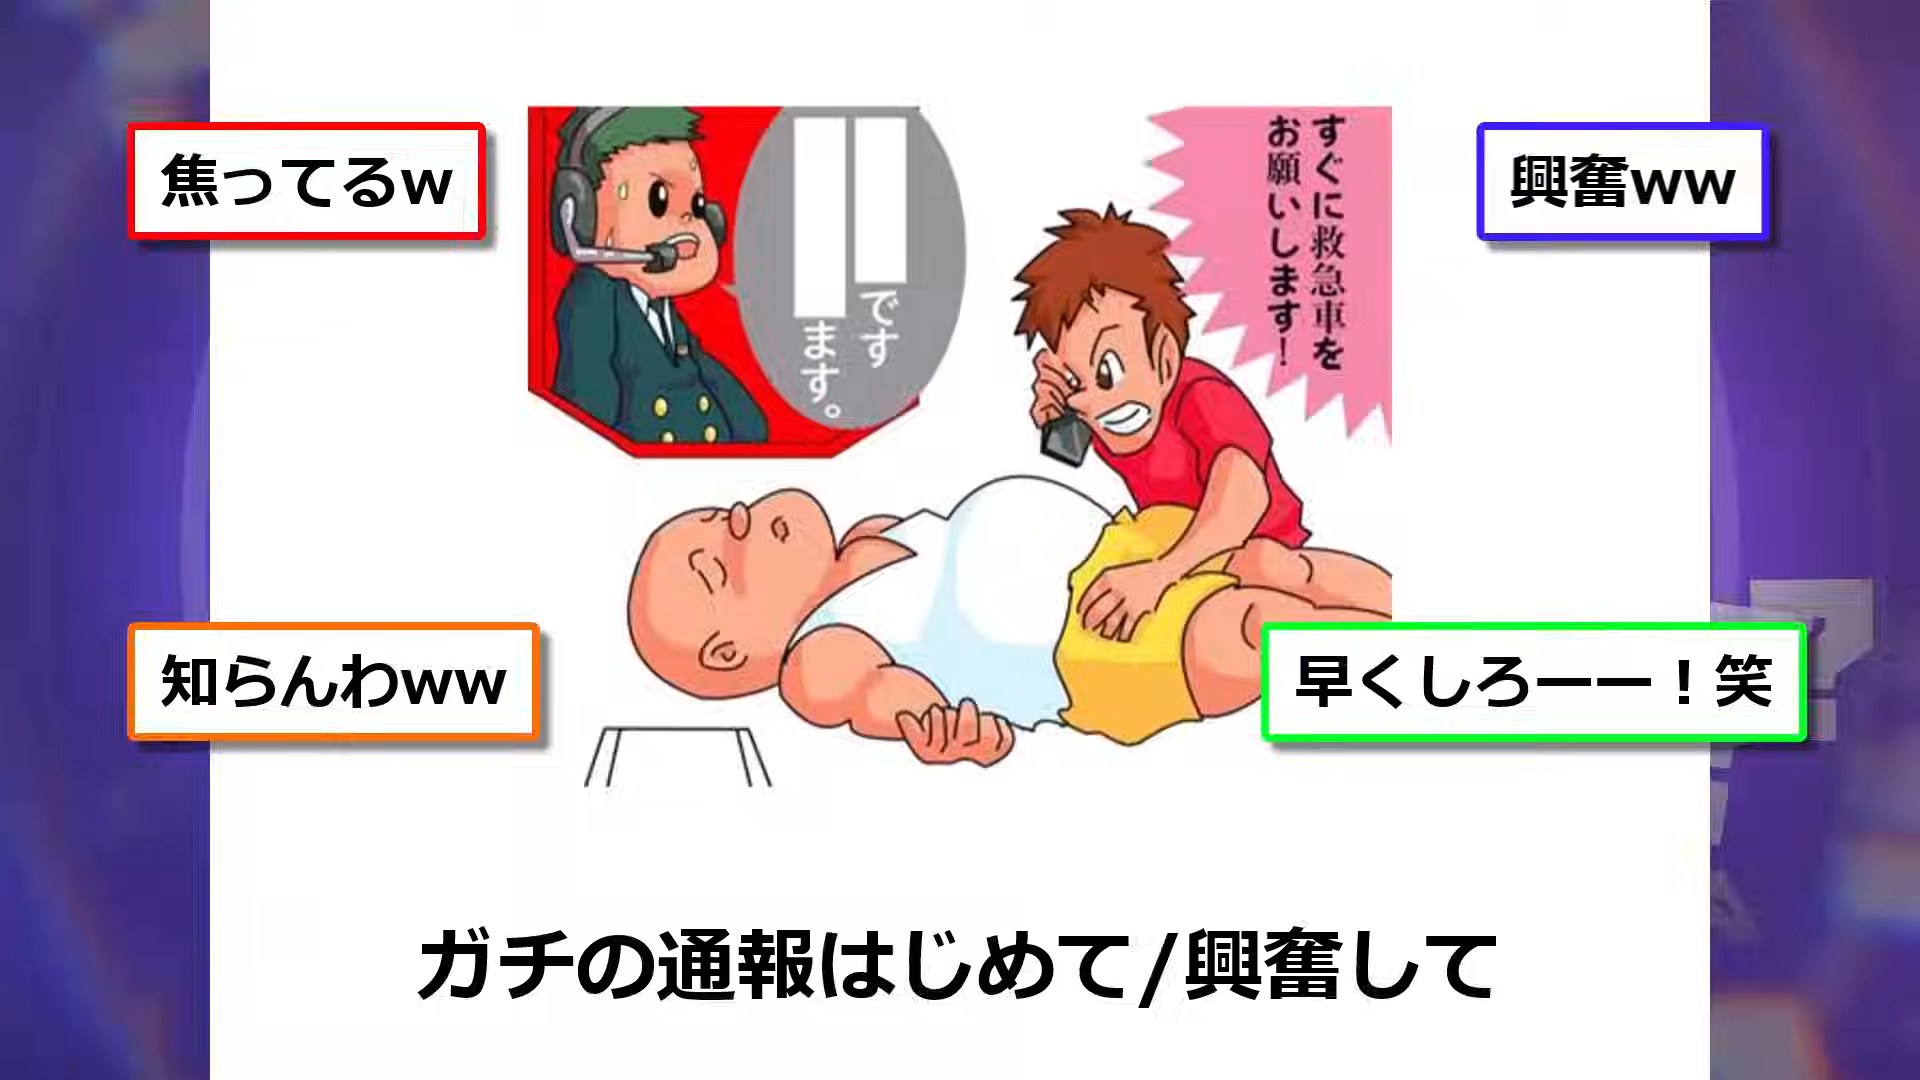 焦ってるw
すぐに救急車を
お願いします!
です
ます。
興奮ww
知らんわww
早くしろーー！笑
ガチの通報はじめて/興奮して